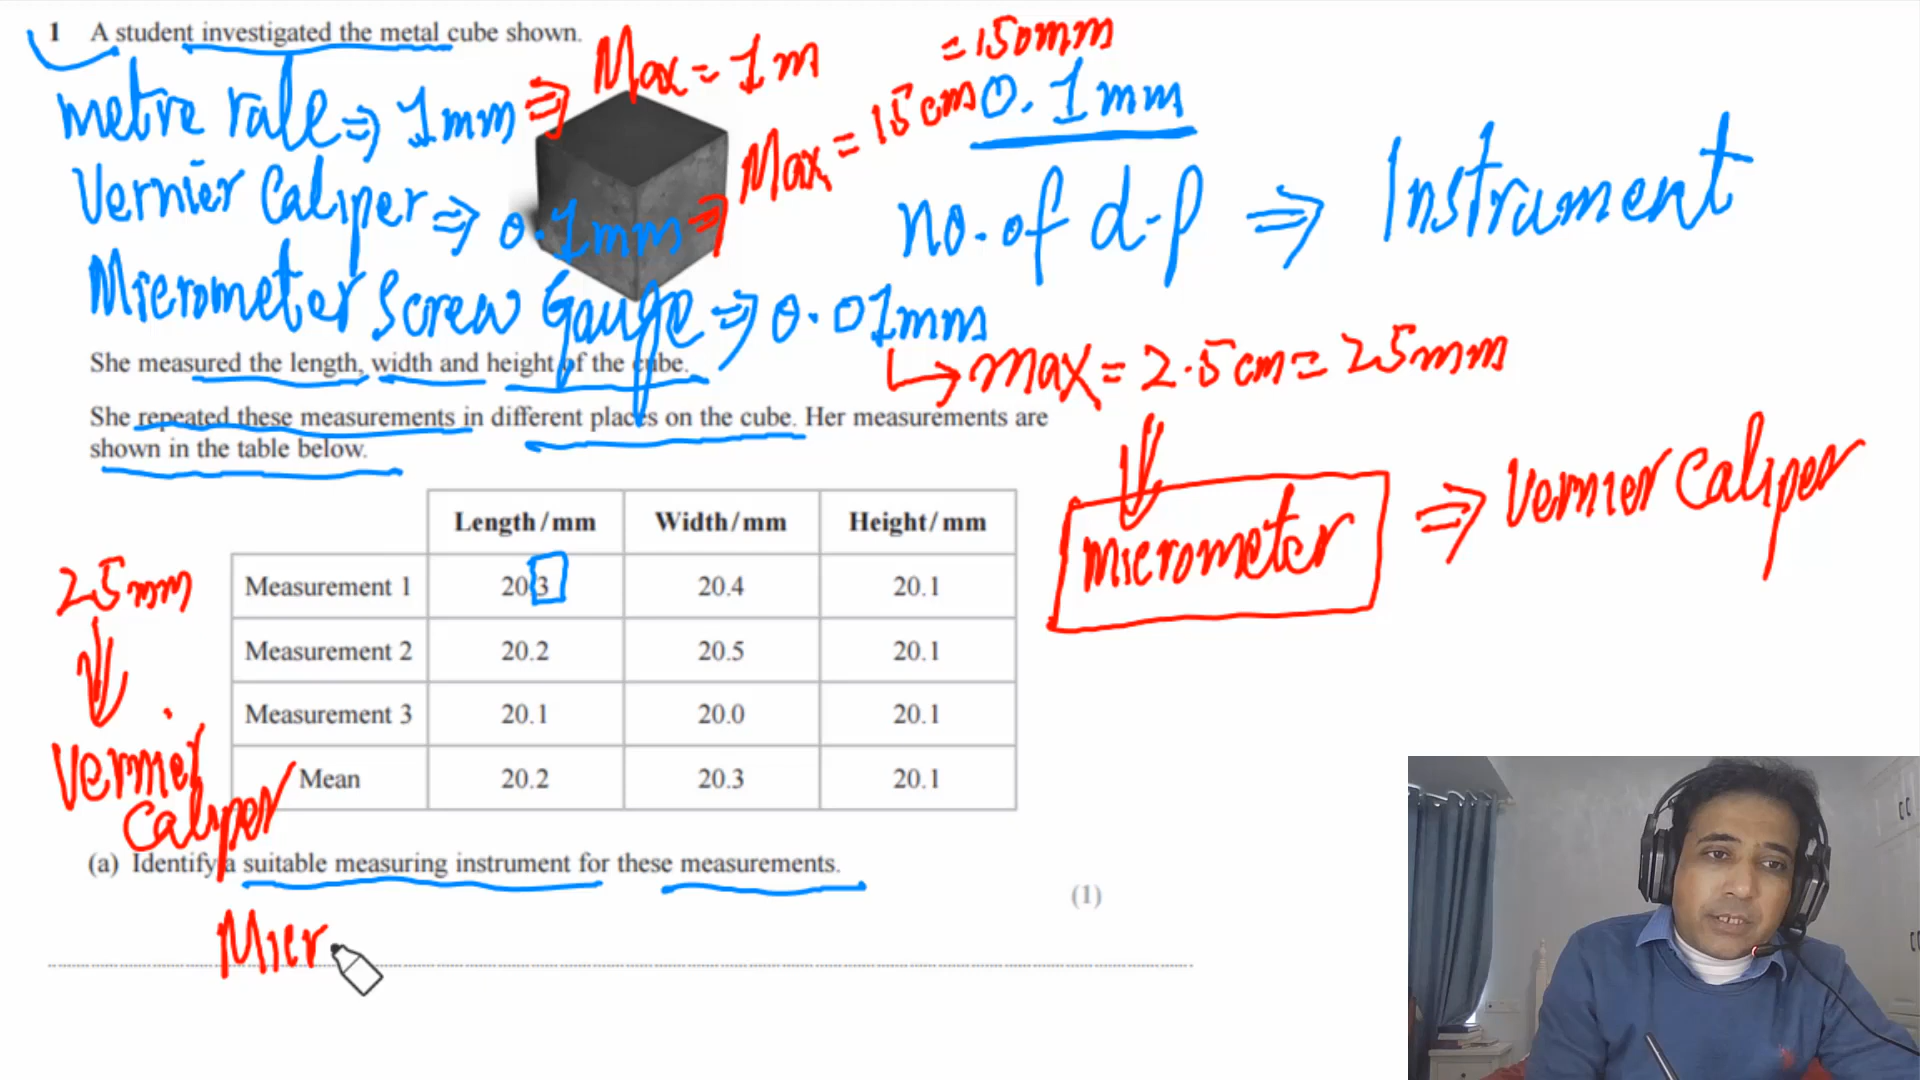 1 A student investigated the metal cube shown.
Max = 1m
= 150mm
metre rale ⇒ 1mm ⇒
Max = 15cm
0.1mm
Vernier Caliper ⇒ 0.1mm ⇒
no. of d.p ⇒ Instrument
Micrometer Screw Gauge ⇒ 0.01mm
She measured the length, width and height of the cube.
↳ max = 2.5cm = 25mm
She repeated these measurements in different places on the cube. Her measurements are
shown in the table below.
micrometer ⇒ Vernier Caliper
Length/mm Width/mm Height/mm
Measurement 1 20.3 20.4 20.1
Measurement 2 20.2 20.5 20.1
Measurement 3 20.1 20.0 20.1
Mean 20.2 20.3 20.1
25mm
⇓
Vernier
Caliper
(a) Identify a suitable measuring instrument for these measurements.
(1)
Micr